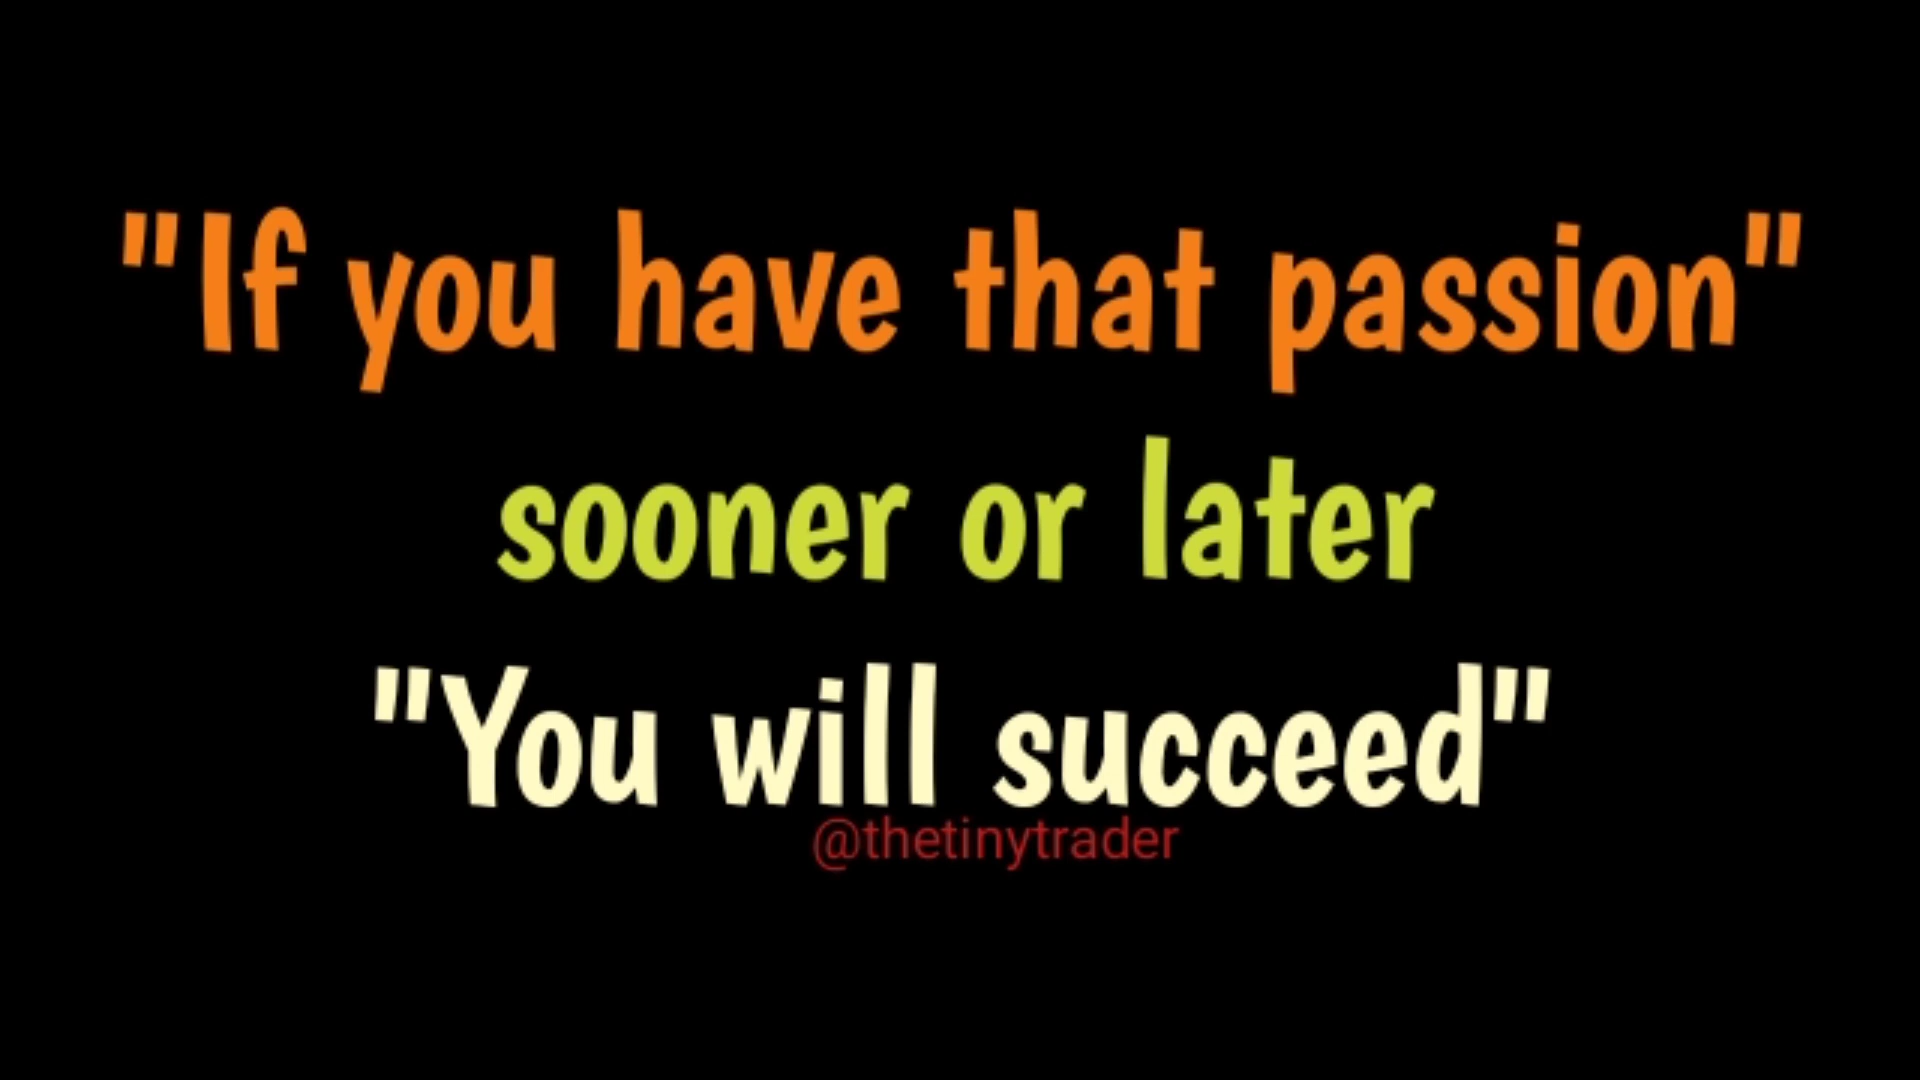 "If you have that passion"
sooner or later
"You will succeed"
@thetinytrader